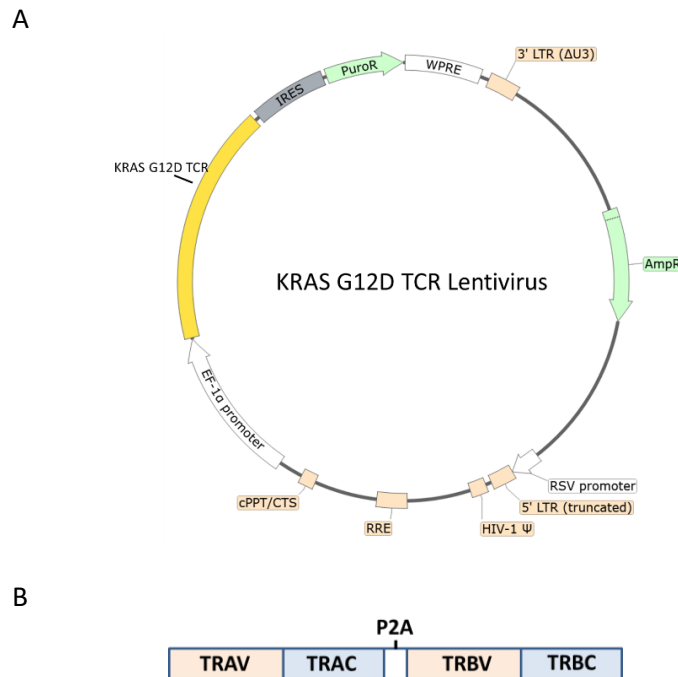 A
3' LTR (ΔU3)
WPRE
PuroR
IRES
KRAS G12D TCR
AmpR
KRAS G12D TCR Lentivirus
EF-1α promoter
cPPT/CTS
RRE
HIV-1 Ψ
5' LTR (truncated)
RSV promoter
B
P2A
TRAV TRAC TRBV TRBC